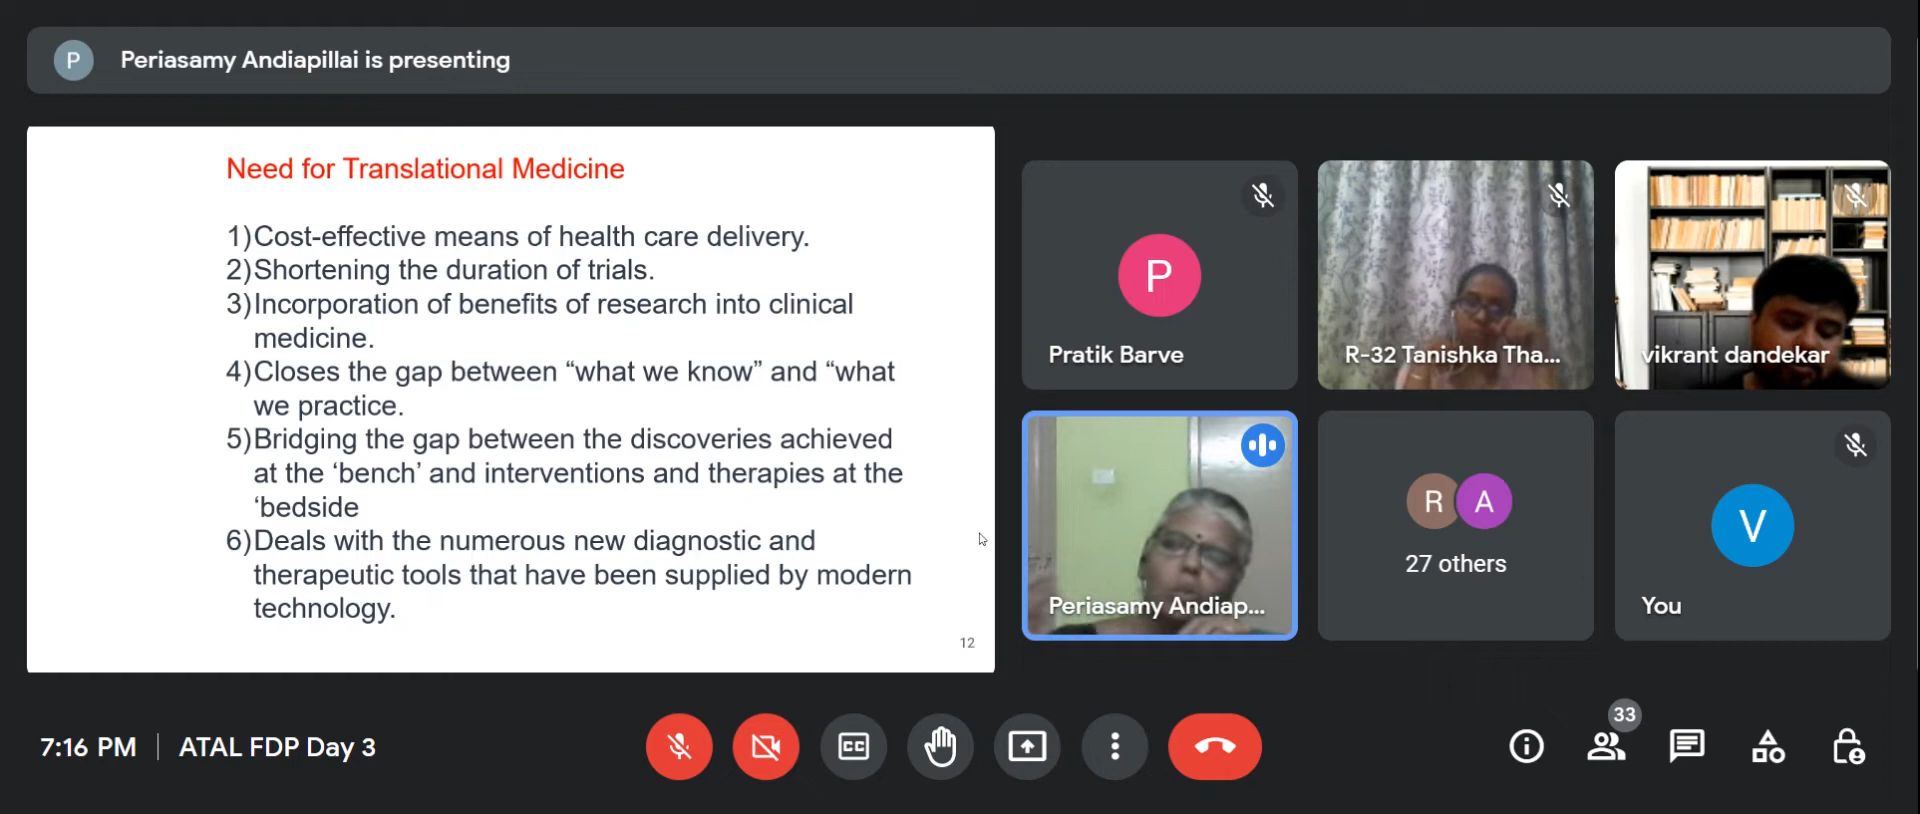 P
Periasamy Andiapillai is presenting
Need for Translational Medicine
1)Cost-effective means of health care delivery.
2)Shortening the duration of trials.
3)Incorporation of benefits of research into clinical
medicine.
4)Closes the gap between “what we know” and “what
we practice.
5)Bridging the gap between the discoveries achieved
at the ‘bench’ and interventions and therapies at the
‘bedside
6)Deals with the numerous new diagnostic and
therapeutic tools that have been supplied by modern
technology.
12
P
Pratik Barve
R-32 Tanishka Tha...
vikrant dandekar
Periasamy Andiap...
R A
27 others
V
You
7:16 PM | ATAL FDP Day 3
CC
33